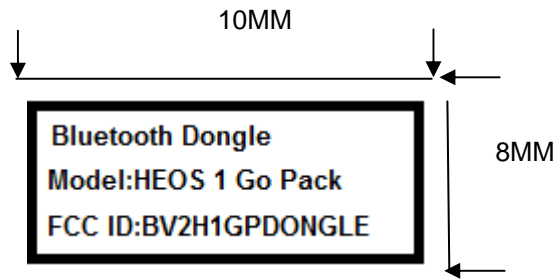 10MM
Bluetooth Dongle
8MM
Model:HEOS 1 Go Pack
FCC ID:BV2H1GPDONGLE